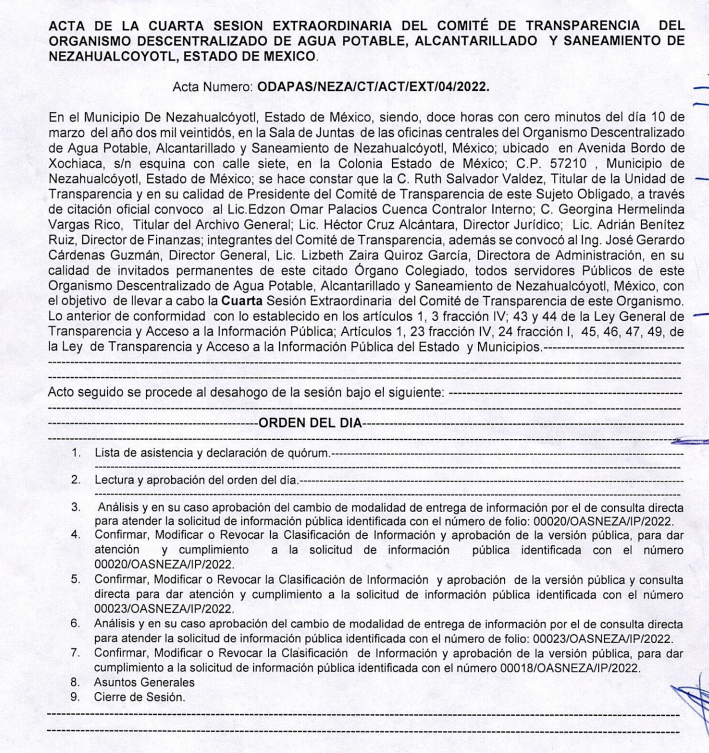 ACTA DE LA CUARTA SESION EXTRAORDINARIA DEL COMITÉ DE TRANSPARENCIA DEL
ORGANISMO DESCENTRALIZADO DE AGUA POTABLE, ALCANTARILLADO Y SANEAMIENTO DE
NEZAHUALCOYOTL, ESTADO DE MEXICO.
Acta Numero: ODAPAS/NEZA/CT/ACT/EXT/04/2022.
En el Municipio De Nezahualcóyotl, Estado de México, siendo, doce horas con cero minutos del día 10 de
marzo del año dos mil veintidós, en la Sala de Juntas de las oficinas centrales del Organismo Descentralizado
de Agua Potable, Alcantarillado y Saneamiento de Nezahualcóyotl, México; ubicado en Avenida Bordo de
Xochiaca, s/n esquina con calle siete, en la Colonia Estado de México; C.P. 57210 , Municipio de
Nezahualcóyotl, Estado de México; se hace constar que la C. Ruth Salvador Valdez, Titular de la Unidad de
Transparencia y en su calidad de Presidente del Comité de Transparencia de este Sujeto Obligado, a través
de citación oficial convoco al Lic.Edzon Omar Palacios Cuenca Contralor Interno; C. Georgina Hermelinda
Vargas Rico, Titular del Archivo General; Lic. Héctor Cruz Alcántara, Director Jurídico; Lic. Adrián Benítez
Ruiz, Director de Finanzas; integrantes del Comité de Transparencia, además se convocó al Ing. José Gerardo
Cárdenas Guzmán, Director General, Lic. Lizbeth Zaira Quiroz García, Directora de Administración, en su
calidad de invitados permanentes de este citado Órgano Colegiado, todos servidores Públicos de este
Organismo Descentralizado de Agua Potable, Alcantarillado y Saneamiento de Nezahualcóyotl, México, con
el objetivo de llevar a cabo la Cuarta Sesión Extraordinaria del Comité de Transparencia de este Organismo.
Lo anterior de conformidad con lo establecido en los artículos 1, 3 fracción IV; 43 y 44 de la Ley General de
Transparencia y Acceso a la Información Pública; Artículos 1, 23 fracción IV, 24 fracción I, 45, 46, 47, 49, de
la Ley de Transparencia y Acceso a la Información Pública del Estado y Municipios.-----------------------------
Acto seguido se procede al desahogo de la sesión bajo el siguiente: -----------------------------------------------
------------------------------------------ORDEN DEL DIA----------------------------------------------------------------
1. Lista de asistencia y declaración de quórum.------------------------------------------------------------------------
2. Lectura y aprobación del orden del día.-------------------------------------------------------------------------------
3. Análisis y en su caso aprobación del cambio de modalidad de entrega de información por el de consulta directa
para atender la solicitud de información pública identificada con el número de folio: 00020/OASNEZA/IP/2022.
4. Confirmar, Modificar o Revocar la Clasificación de Información y aprobación de la versión pública, para dar
atención y cumplimiento a la solicitud de información pública identificada con el número
00020/OASNEZA/IP/2022.
5. Confirmar, Modificar o Revocar la Clasificación de Información y aprobación de la versión pública y consulta
directa para dar atención y cumplimiento a la solicitud de información pública identificada con el número
00023/OASNEZA/IP/2022.
6. Análisis y en su caso aprobación del cambio de modalidad de entrega de información por el de consulta directa
para atender la solicitud de información pública identificada con el número de folio: 00023/OASNEZA/IP/2022.
7. Confirmar, Modificar o Revocar la Clasificación de Información y aprobación de la versión pública, para dar
cumplimiento a la solicitud de información pública identificada con el número 00018/OASNEZA/IP/2022.
8. Asuntos Generales
9. Cierre de Sesión.